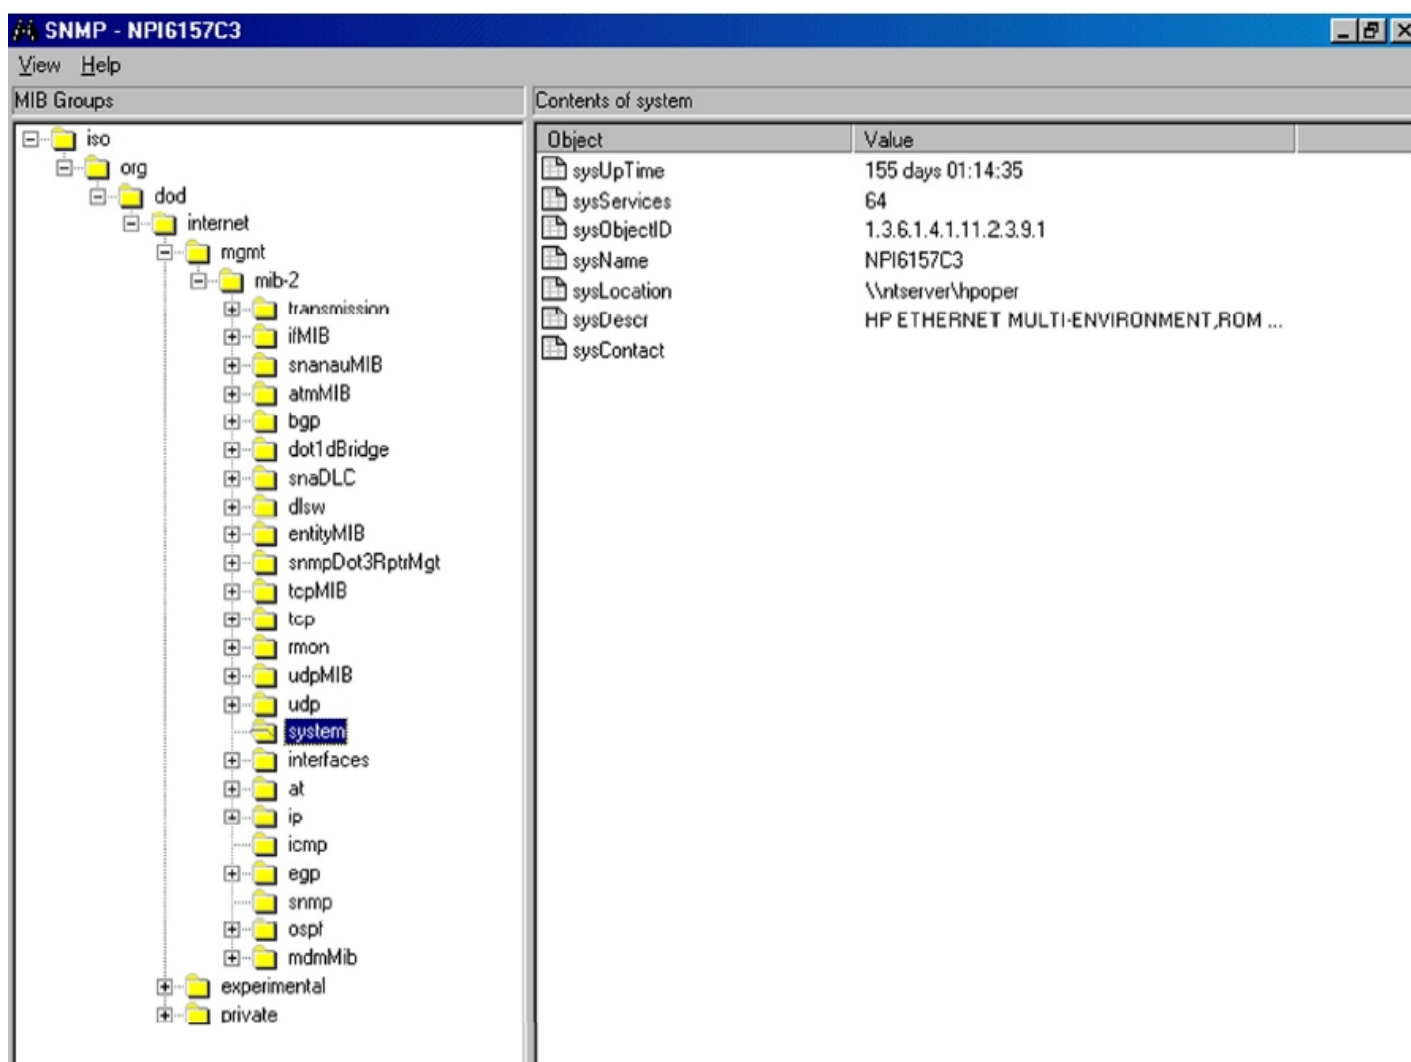 SNMP - NPI6157C3
View Help
MIB Groups
Contents of system
iso
org
dod
internet
mgmt
mib-2
transmission
ifMIB
snanauMIB
atmMIB
bgp
dot1dBridge
snaDLC
dlsw
entityMIB
snmpDot3RptrMgt
tcpMIB
tcp
rmon
udpMIB
udp
system
interfaces
at
ip
icmp
egp
snmp
ospf
mdmMib
experimental
private
Object Value
sysUpTime 155 days 01:14:35
sysServices 64
sysObjectID 1.3.6.1.4.1.11.2.3.9.1
sysName NPI6157C3
sysLocation \\ntserver\hpoper
sysDescr HP ETHERNET MULTI-ENVIRONMENT,ROM ...
sysContact